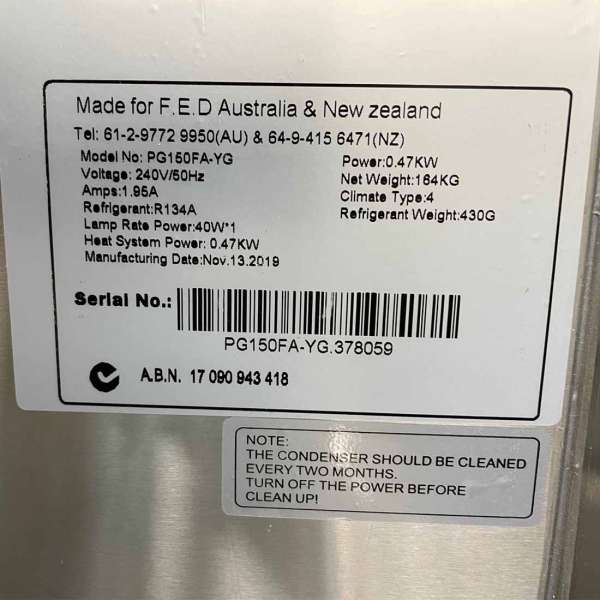 Made for F.E.D Australia & New zealand
Tel: 61-2-9772 9950(AU) & 64-9-415 6471(NZ)
Model No: PG150FA-YG
Power:0.47KW
Voltage: 240V/50Hz
Net Weight:164KG
Amps:1.95A
Climate Type:4
Refrigerant:R134A
Refrigerant Weight:430G
Lamp Rate Power:40W*1
Heat System Power: 0.47KW
Manufacturing Date:Nov.13.2019
Serial No.:
PG150FA-YG.378059
A.B.N. 17 090 943 418
NOTE:
THE CONDENSER SHOULD BE CLEANED
EVERY TWO MONTHS.
TURN OFF THE POWER BEFORE
CLEAN UP!